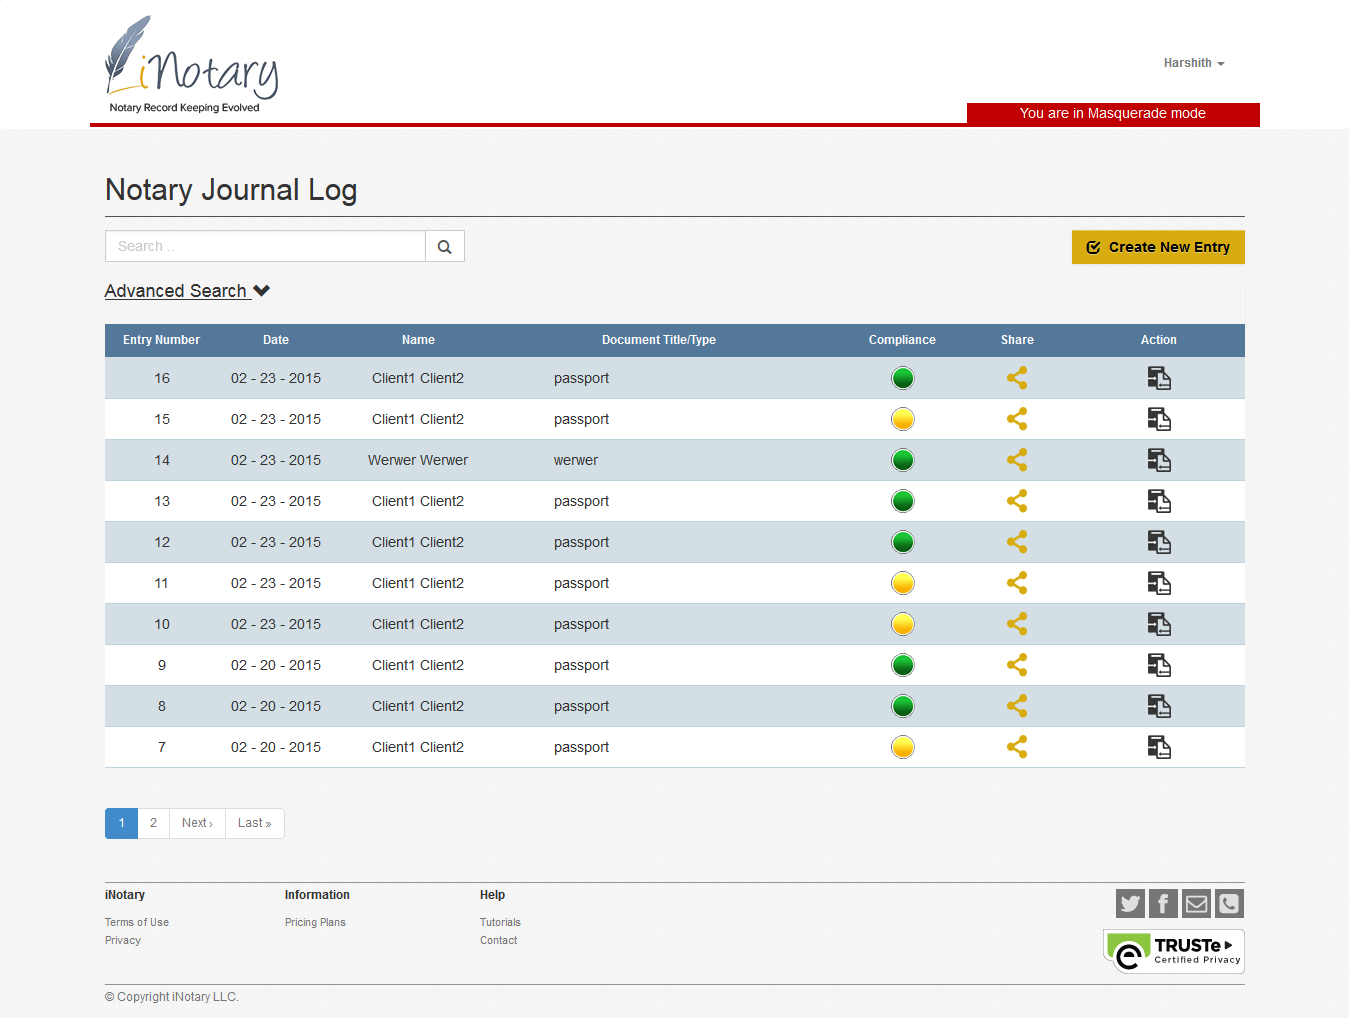 iNotary
Notary Record Keeping Evolved
Harshith
You are in Masquerade mode
Notary Journal Log
Search ..
Create New Entry
Advanced Search
Entry Number Date Name Document Title/Type Compliance Share Action
16 02 - 23 - 2015 Client1 Client2 passport
15 02 - 23 - 2015 Client1 Client2 passport
14 02 - 23 - 2015 Werwer Werwer werwer
13 02 - 23 - 2015 Client1 Client2 passport
12 02 - 23 - 2015 Client1 Client2 passport
11 02 - 23 - 2015 Client1 Client2 passport
10 02 - 23 - 2015 Client1 Client2 passport
9 02 - 20 - 2015 Client1 Client2 passport
8 02 - 20 - 2015 Client1 Client2 passport
7 02 - 20 - 2015 Client1 Client2 passport
1 2 Next › Last »
iNotary Information Help
Terms of Use Pricing Plans Tutorials
Privacy Contact
TRUSTe
Certified Privacy
© Copyright iNotary LLC.